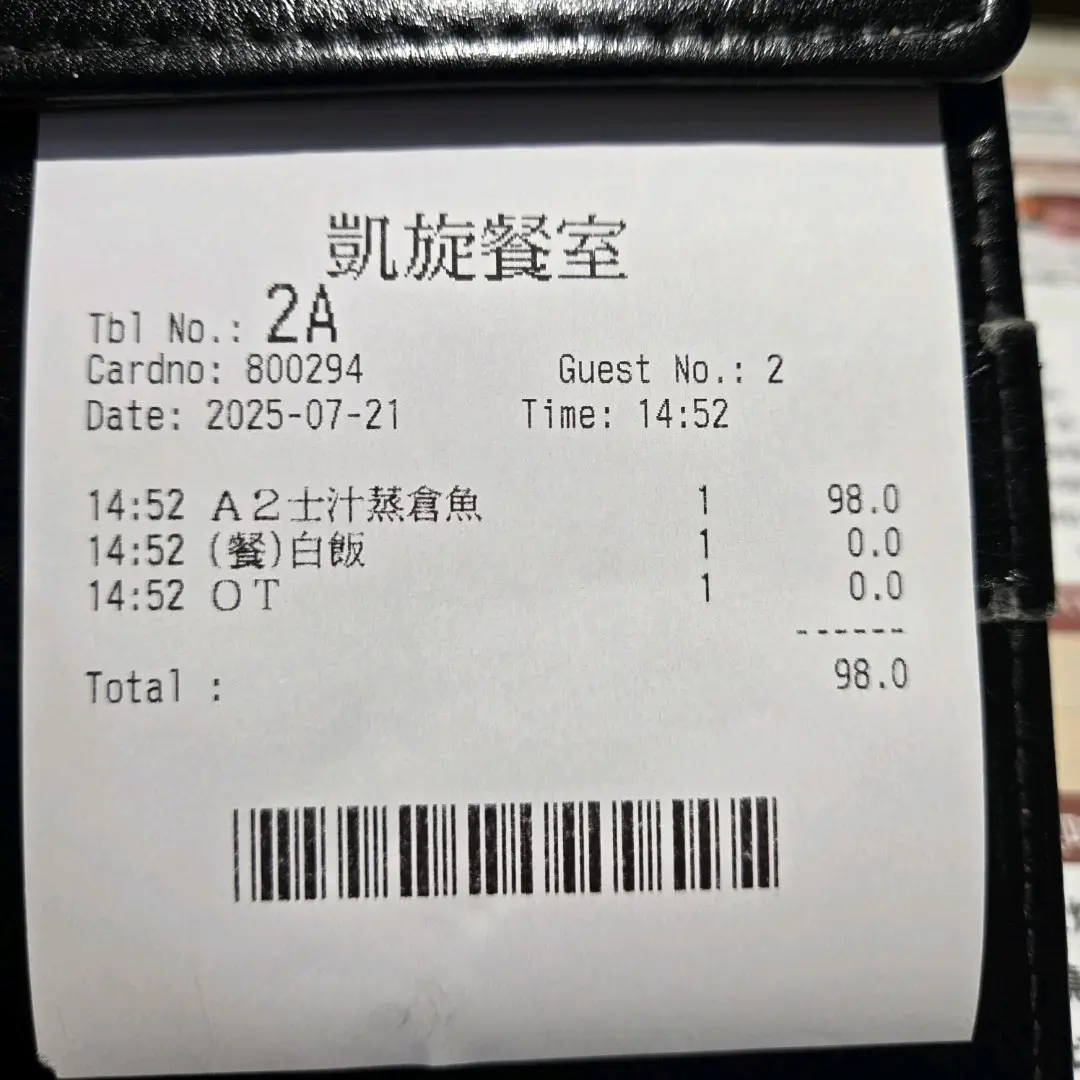 凱旋餐室
Tbl No.: 2A
Cardno: 800294 Guest No.: 2
Date: 2025-07-21 Time: 14:52
14:52 A2士汁蒸倉魚 1 98.0
14:52 (餐)白飯 1 0.0
14:52 OT 1 0.0
------
Total : 98.0